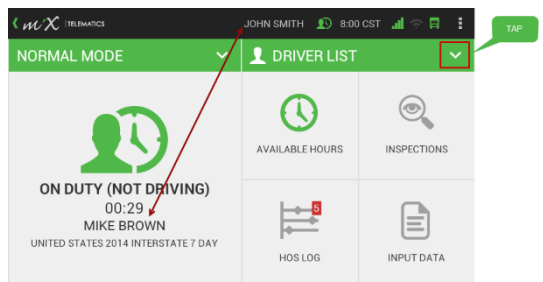 miX TELEMATICS JOHN SMITH 8:00 CST
TAP
NORMAL MODE DRIVER LIST
AVAILABLE HOURS INSPECTIONS
ON DUTY (NOT DRIVING)
00:29
MIKE BROWN
UNITED STATES 2014 INTERSTATE 7 DAY
5
HOS LOG INPUT DATA